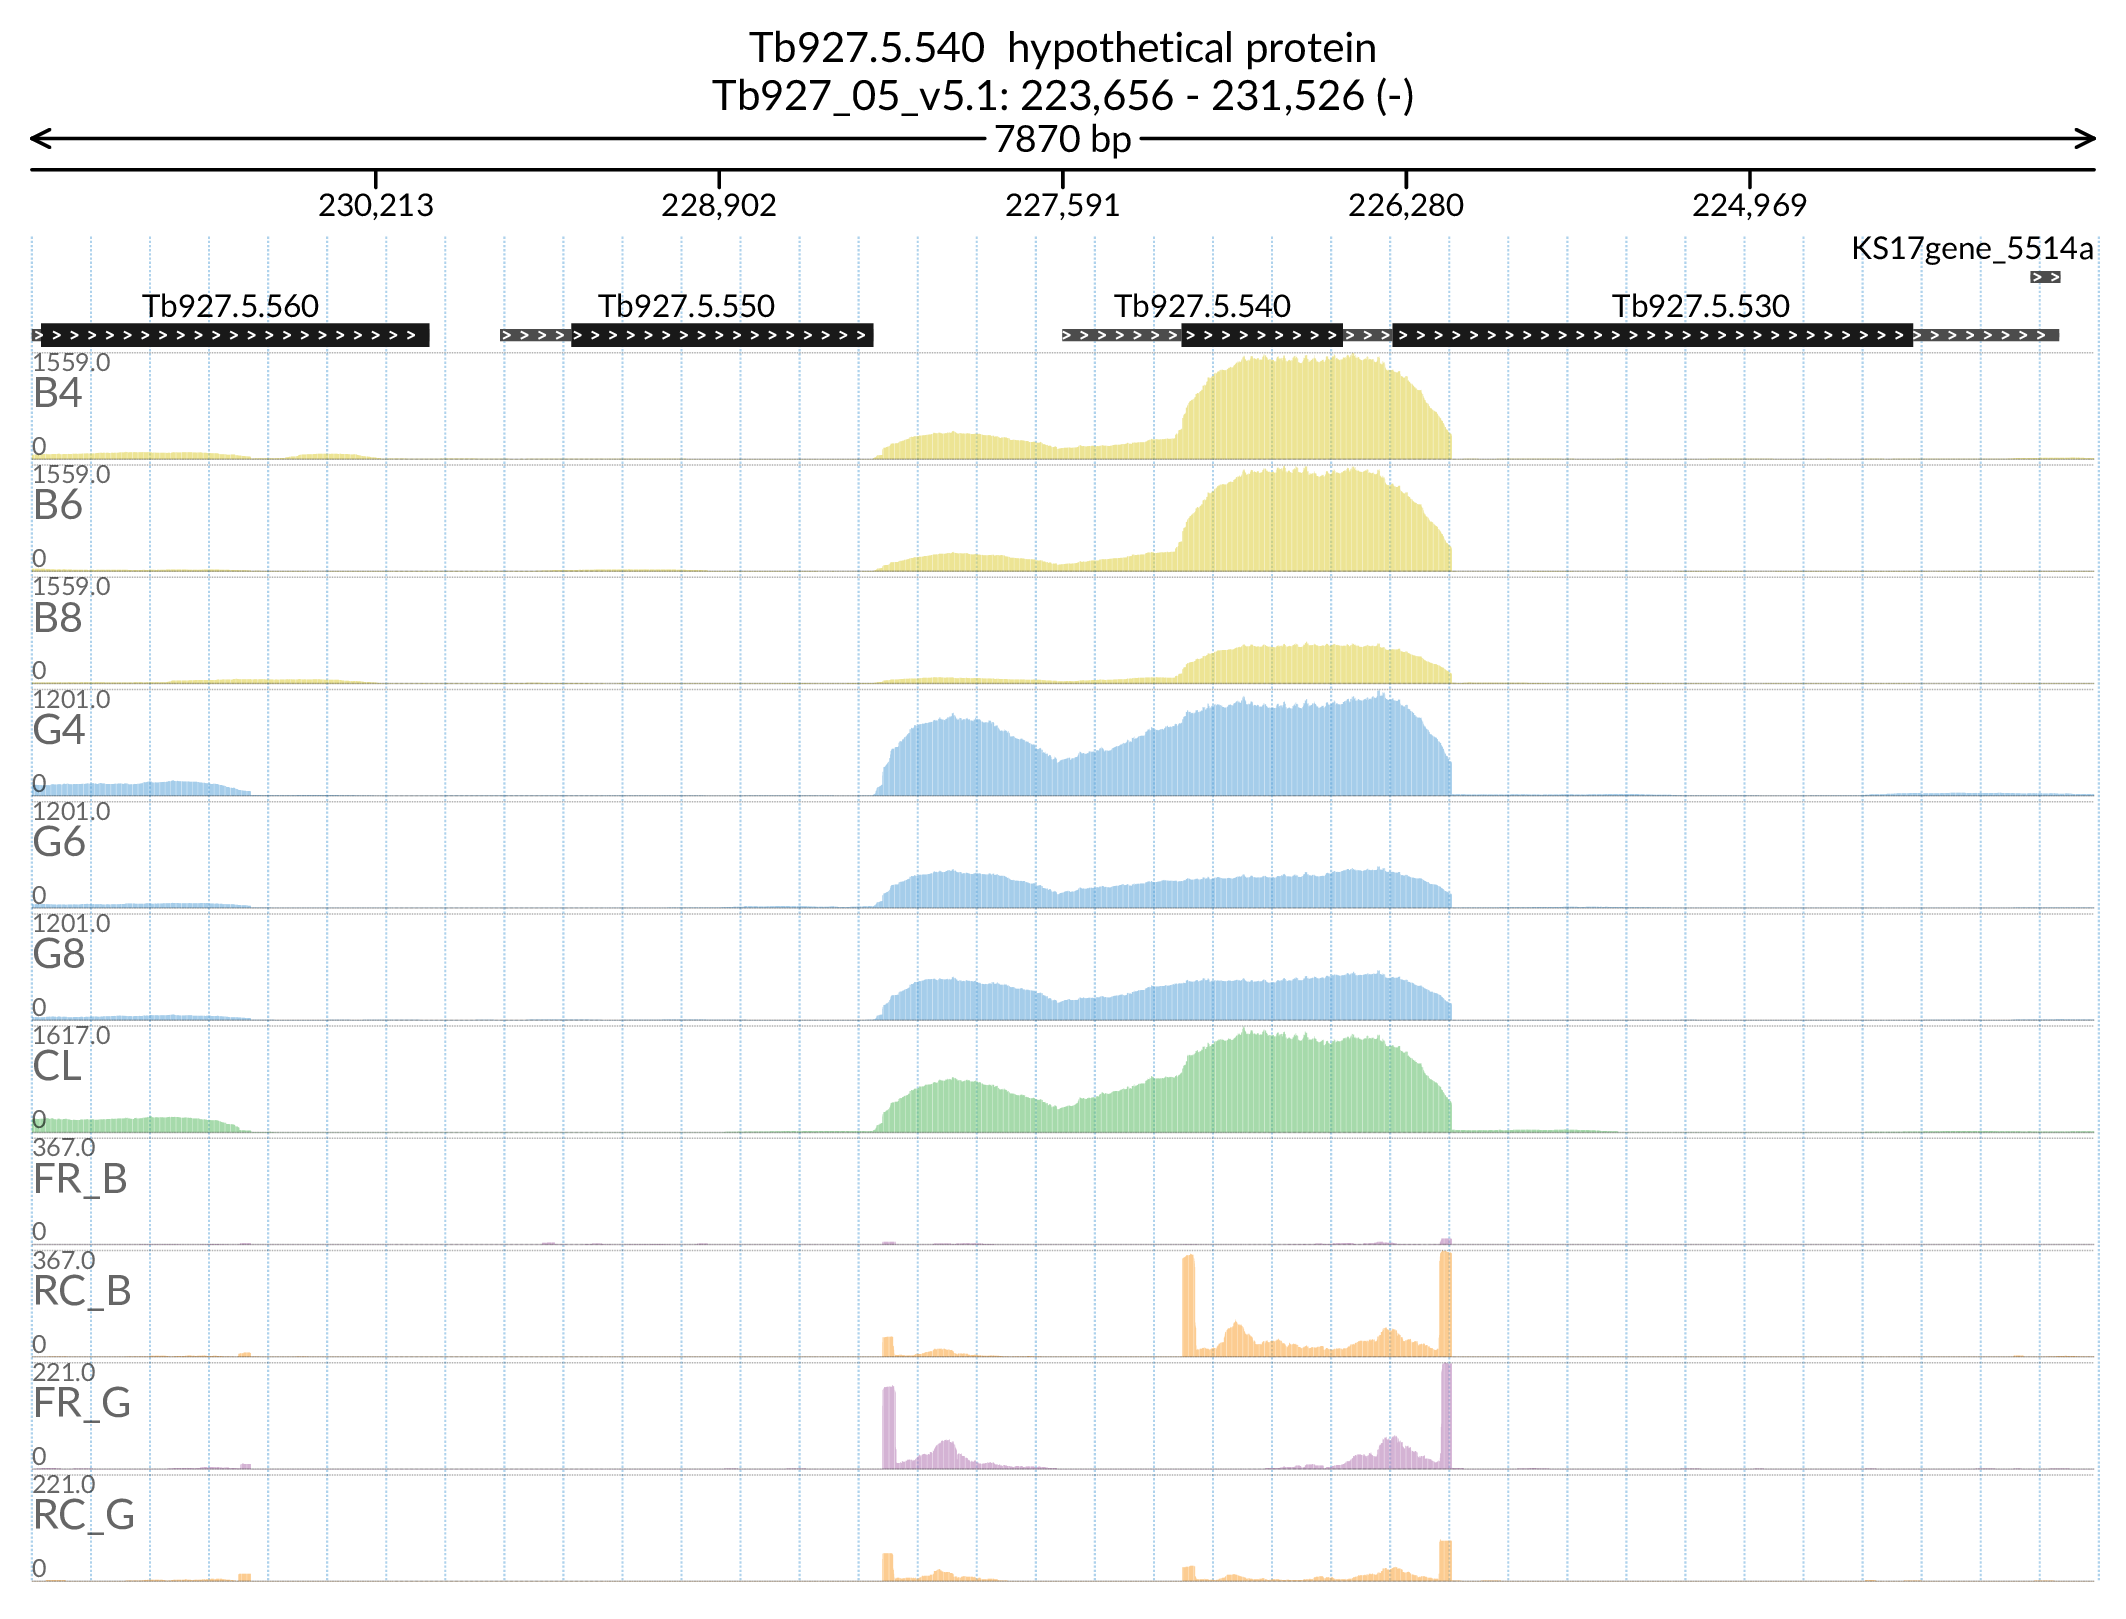 Tb927.5.540  hypothetical protein
Tb927_05_v5.1: 223,656 - 231,526 (-)
7870 bp
230,213 228,902 227,591 226,280 224,969
KS17gene_5514a
Tb927.5.560 Tb927.5.550 Tb927.5.540 Tb927.5.530
1559.0
B4
0
1559.0
B6
0
1559.0
B8
0
1201.0
G4
0
1201.0
G6
0
1201.0
G8
0
1617.0
CL
0
367.0
FR_B
0
367.0
RC_B
0
221.0
FR_G
0
221.0
RC_G
0